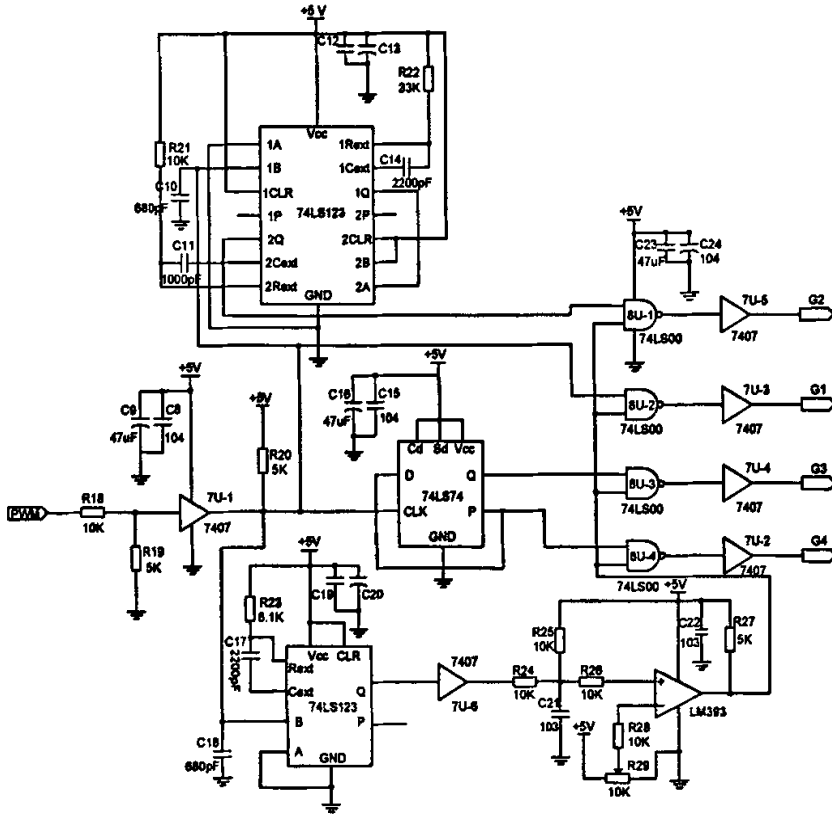 +5V
C12
C13
R22
33K
R21
10K
Vcc
1A
1Rext
1B
1Cext
C14
2200pF
C10
680pF
1CLR
1Q
74LS123
1P
2P
2Q
2CLR
C11
1000pF
2Cext
2B
2Rext
2A
GND
+5V
C23
47uF
C24
104
8U-1
74LS00
7U-5
7407
G2
+5V
C9
47uF
C8
104
+5V
R20
5K
+5V
C16
47uF
C15
104
8U-2
74LS00
7U-3
7407
G1
Cd
Sd
Vcc
D
Q
74LS74
CLK
P
GND
8U-3
74LS00
7U-4
7407
G3
PWM
R18
10K
7U-1
7407
R19
5K
8U-4
74LS00
7U-2
7407
G4
+5V
C19
C20
R23
5.1K
C17
2200pF
Vcc
CLR
Rext
Cext
Q
74LS123
B
P
A
GND
C18
680pF
7407
7U-6
R24
10K
R25
10K
R26
10K
C21
103
+5V
C22
103
R27
5K
LM393
+5V
R28
10K
R29
10K